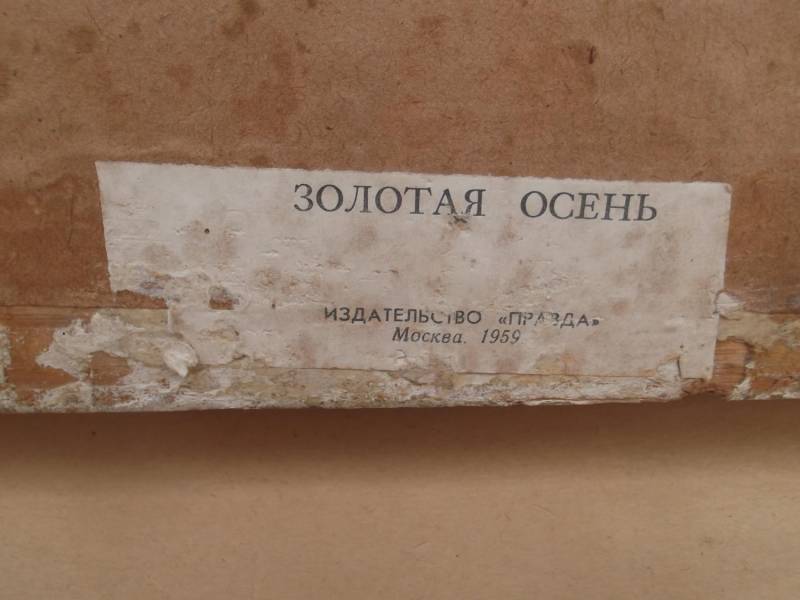 ЗОЛОТАЯ ОСЕНЬ
ИЗДАТЕЛЬСТВО «ПРАВДА»
Москва. 1959